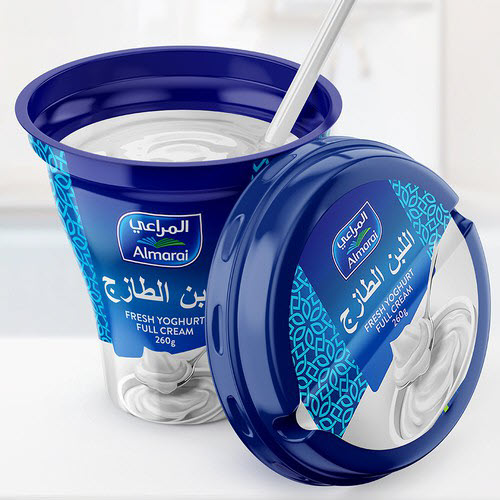 المراعي
Almarai
اللبن الطازج
FRESH YOGHURT
FULL CREAM
260g
المراعي
Almarai
اللبن الطازج
FRESH YOGHURT
FULL CREAM
260g